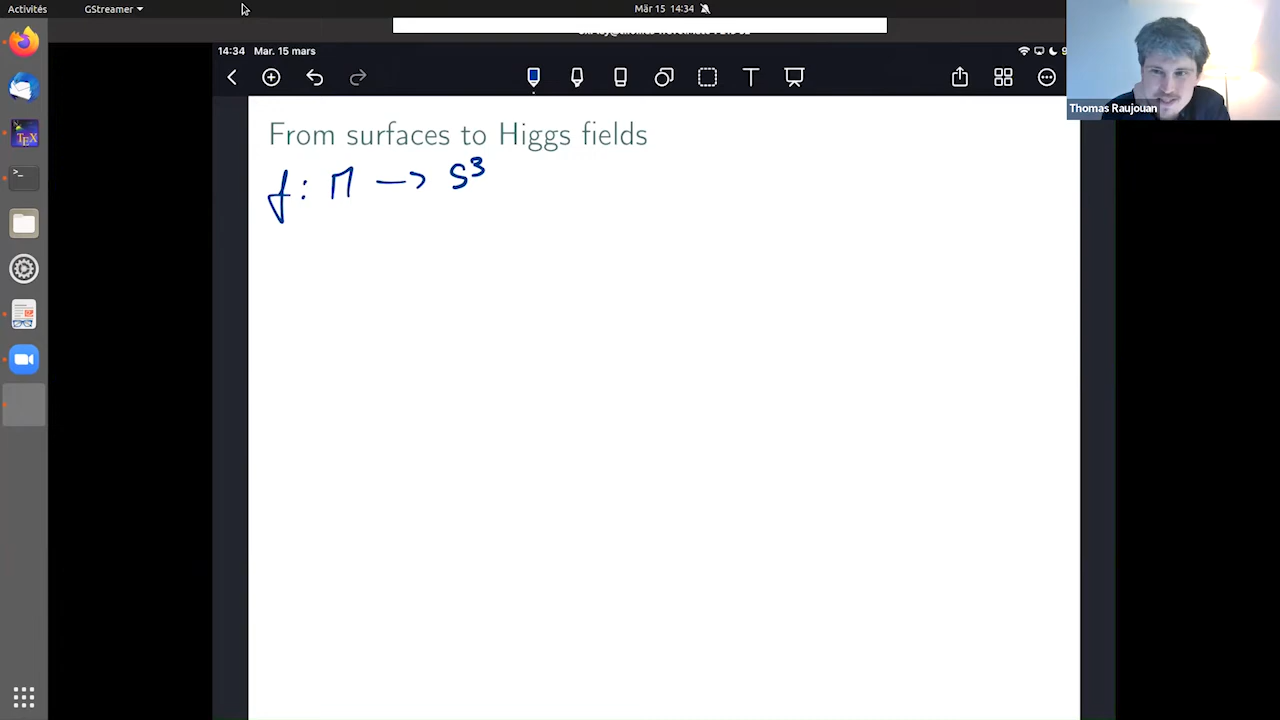 Activités GStreamer Mär 15 14:34
14:34 Mar. 15 mars
Thomas Raujouan
From surfaces to Higgs fields
f: M → S³
TEX